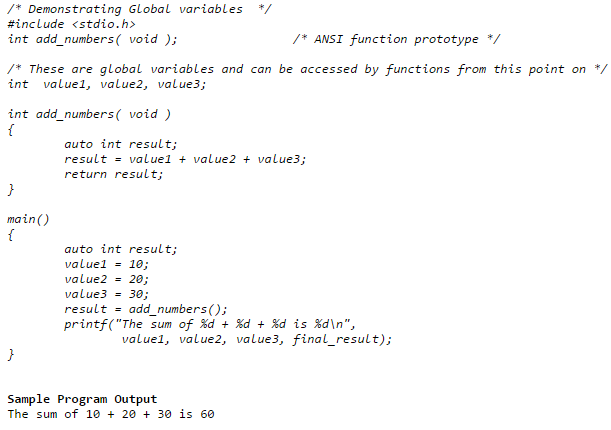 /* Demonstrating Global variables  */
#include <stdio.h>
int add_numbers( void );                /* ANSI function prototype */

/* These are global variables and can be accessed by functions from this point on */
int  value1, value2, value3;

int add_numbers( void )
{
        auto int result;
        result = value1 + value2 + value3;
        return result;
}

main()
{
        auto int result;
        value1 = 10;
        value2 = 20;
        value3 = 30;
        result = add_numbers();
        printf("The sum of %d + %d + %d is %d\n",
                value1, value2, value3, final_result);
}

Sample Program Output
The sum of 10 + 20 + 30 is 60